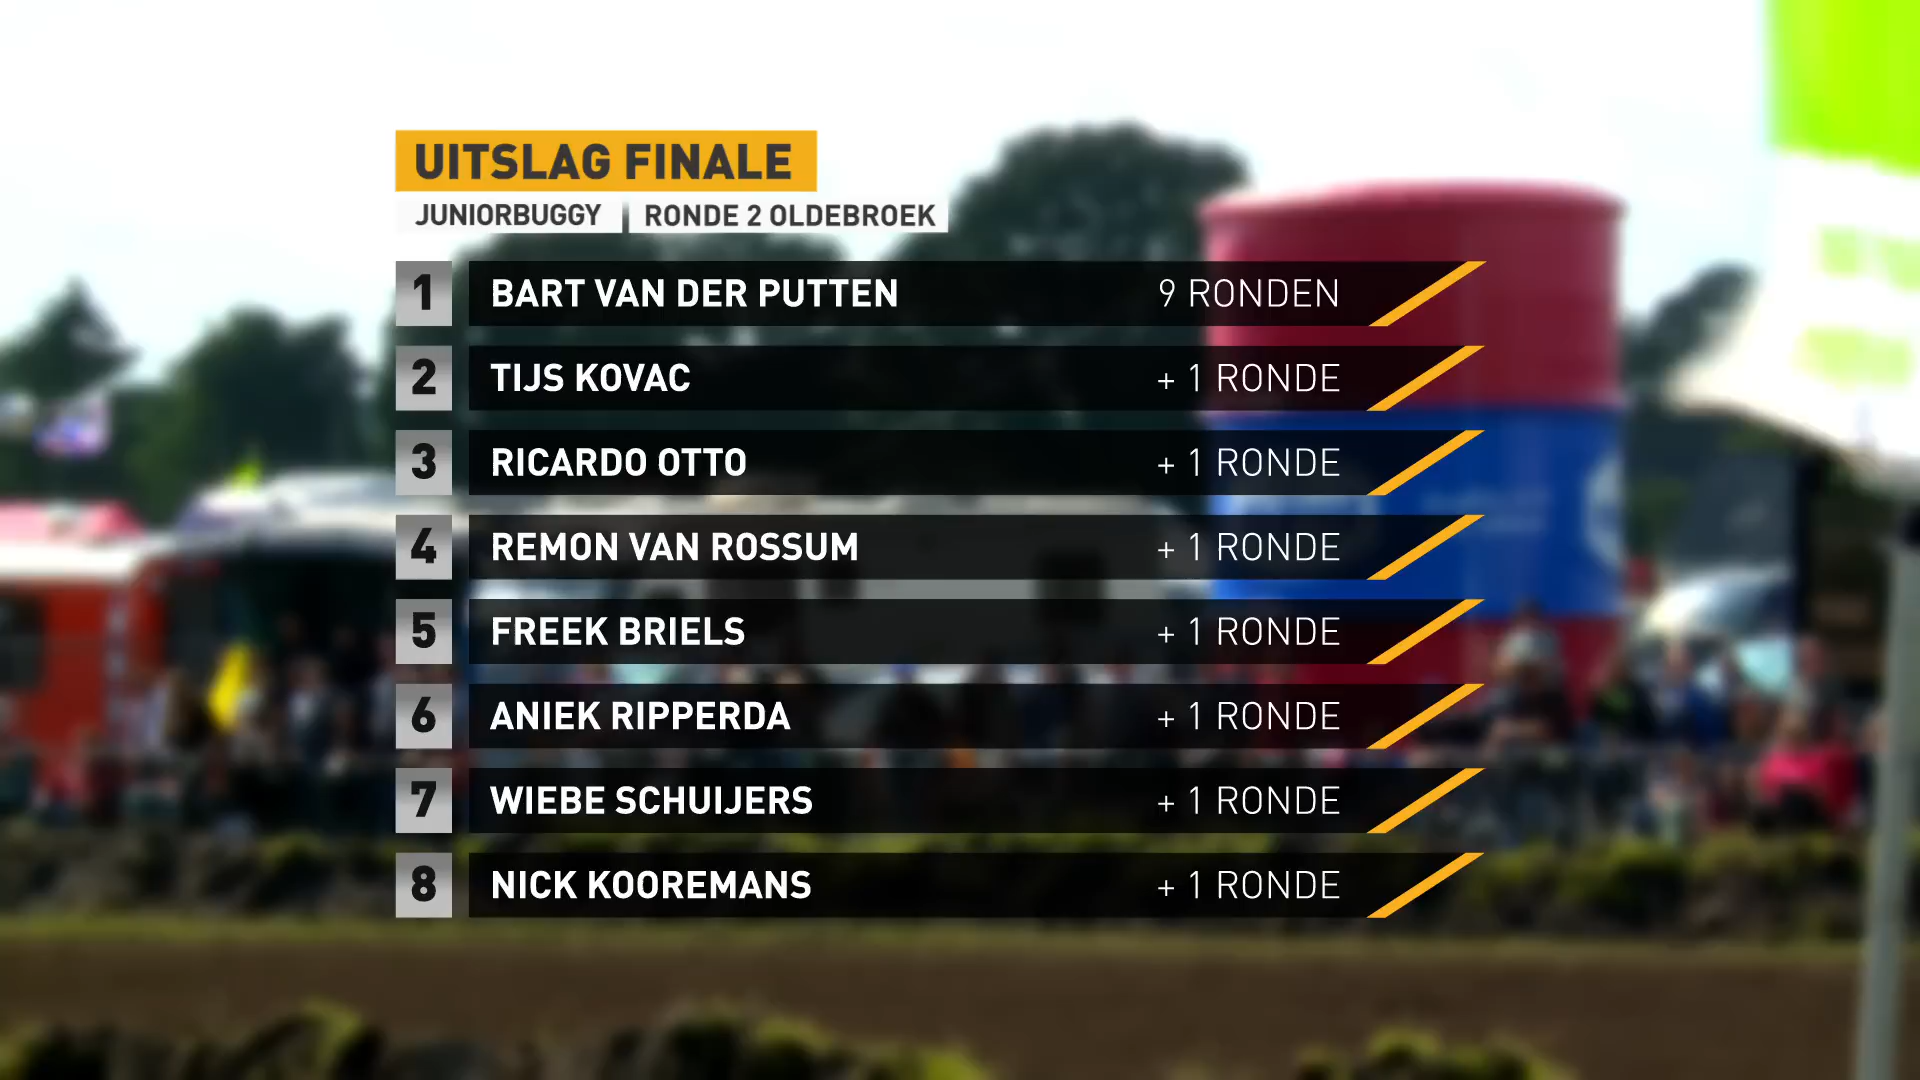 UITSLAG FINALE
JUNIORBUGGY RONDE 2 OLDEBROEK
1 BART VAN DER PUTTEN 9 RONDEN
2 TIJS KOVAC + 1 RONDE
3 RICARDO OTTO + 1 RONDE
4 REMON VAN ROSSUM + 1 RONDE
5 FREEK BRIELS + 1 RONDE
6 ANIEK RIPPERDA + 1 RONDE
7 WIEBE SCHUIJERS + 1 RONDE
8 NICK KOOREMANS + 1 RONDE